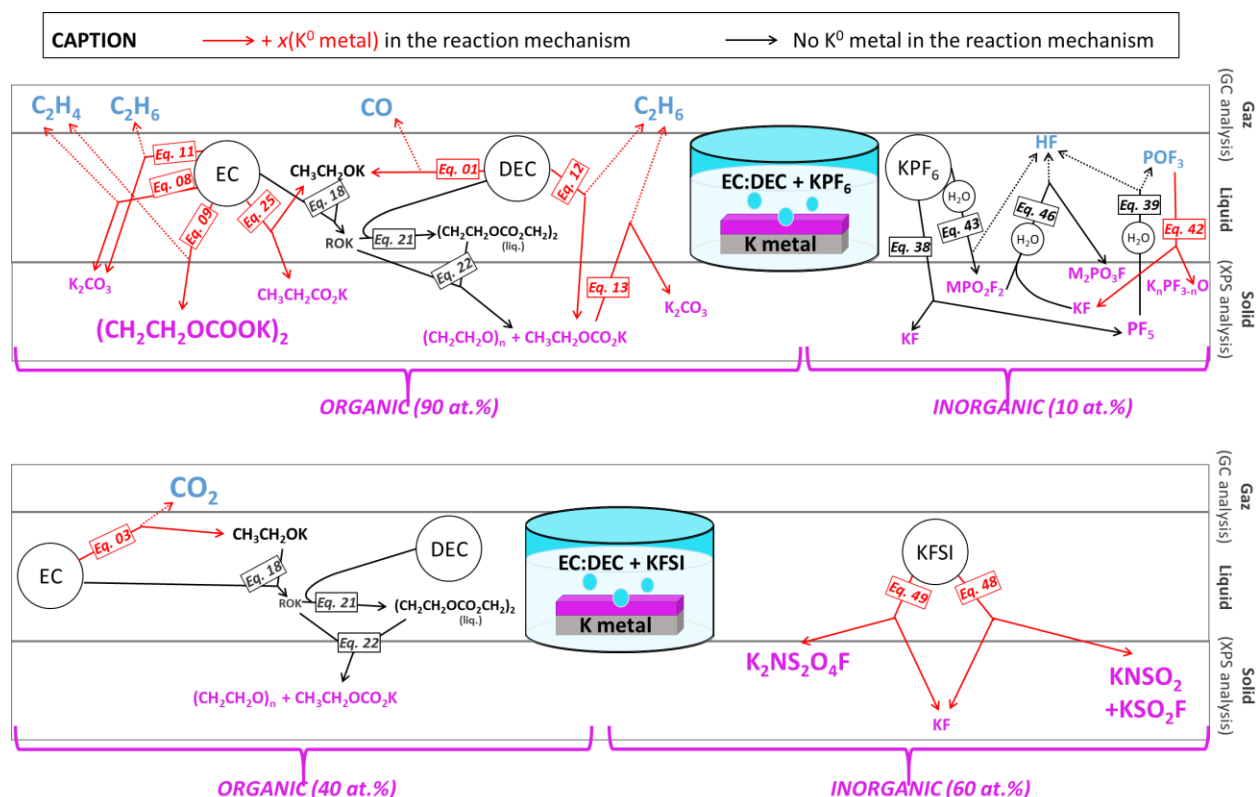 CAPTION + x(K⁰ metal) in the reaction mechanism No K⁰ metal in the reaction mechanism
Gaz
(GC analysis)
Liquid
Solid
(XPS analysis)
C₂H₄ C₂H₆ CO C₂H₆
Eq. 11
Eq. 08
Eq. 09
EC
Eq. 25
CH₃CH₂OK
Eq. 18
Eq. 01
DEC
Eq. 12
ROK
Eq. 21
(CH₂CH₂OCO₂CH₂)₂
(liq.)
Eq. 22
Eq. 13
K₂CO₃
CH₃CH₂CO₂K
K₂CO₃
(CH₂CH₂OCOOK)₂
(CH₂CH₂O)ₙ + CH₃CH₂OCO₂K
EC:DEC + KPF₆
K metal
HF
POF₃
KPF₆
H₂O
Eq. 43
Eq. 46
Eq. 39
H₂O
H₂O
Eq. 42
Eq. 38
MPO₂F₂
M₂PO₃F
KₙPF₃₋ₙO
KF
KF
PF₅
ORGANIC (90 at.%) INORGANIC (10 at.%)
Gaz
(GC analysis)
Liquid
Solid
(XPS analysis)
CO₂
Eq. 03
EC
CH₃CH₂OK
Eq. 18
DEC
ROK
Eq. 21
(CH₂CH₂OCO₂CH₂)₂
(liq.)
Eq. 22
(CH₂CH₂O)ₙ + CH₃CH₂OCO₂K
EC:DEC + KFSI
K metal
KFSI
Eq. 49
Eq. 48
K₂NS₂O₄F
KNSO₂
+KSO₂F
KF
ORGANIC (40 at.%) INORGANIC (60 at.%)